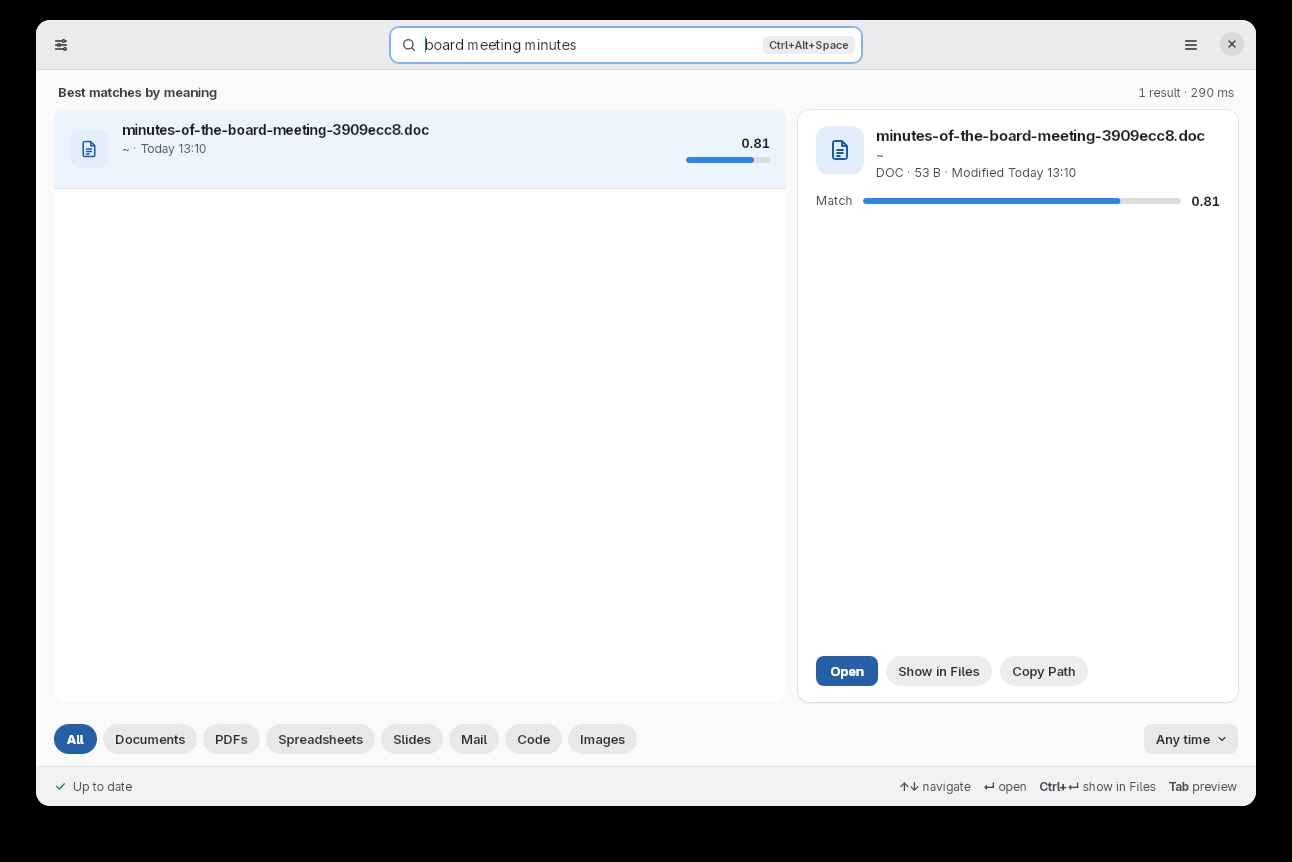 board meeting minutes
Ctrl+Alt+Space
Best matches by meaning
1 result · 290 ms
minutes-of-the-board-meeting-3909ecc8.doc
~ · Today 13:10
0.81
minutes-of-the-board-meeting-3909ecc8.doc
~
DOC · 53 B · Modified Today 13:10
Match 0.81
Open Show in Files Copy Path
All Documents PDFs Spreadsheets Slides Mail Code Images
Any time
Up to date
↑↓ navigate ↵ open Ctrl+↵ show in Files Tab preview